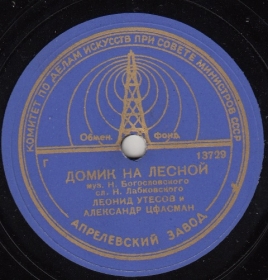 КОМИТЕТ ПО ДЕЛАМ ИСКУССТВ ПРИ СОВЕТЕ МИНИСТРОВ СССР
Обмен. фонд.
Г 13729
ДОМИК НА ЛЕСНОЙ
муз. Н. Богословского
сл. Н. Лабковского
ЛЕОНИД УТЕСОВ и
АЛЕКСАНДР ЦФАСМАН
АПРЕЛЕВСКИЙ ЗАВОД